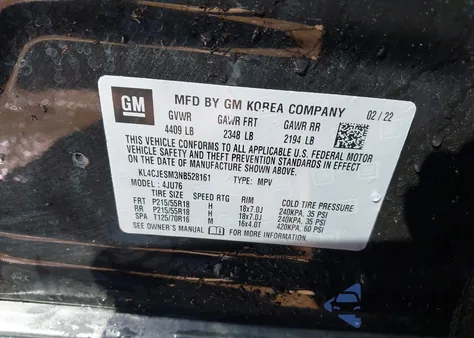 GM
MFD BY GM KOREA COMPANY 02/22
GVWR GAWR FRT GAWR RR
4409 LB 2348 LB 2194 LB
THIS VEHICLE CONFORMS TO ALL APPLICABLE U.S. FEDERAL MOTOR
VEHICLE SAFETY AND THEFT PREVENTION STANDARDS IN EFFECT ON
THE DATE OF MANUFACTURE SHOWN ABOVE.
KL4CJESM3NB528161 TYPE: MPV
MODEL: 4JU76
TIRE SIZE SPEED RTG RIM COLD TIRE PRESSURE
FRT P215/55R18 H 18x7.0J 240KPA, 35 PSI
RR P215/55R18 H 18x7.0J 240KPA, 35 PSI
SPA T125/70R16 M 16x4.0T 420KPA, 60 PSI
SEE OWNER'S MANUAL i FOR MORE INFORMATION.